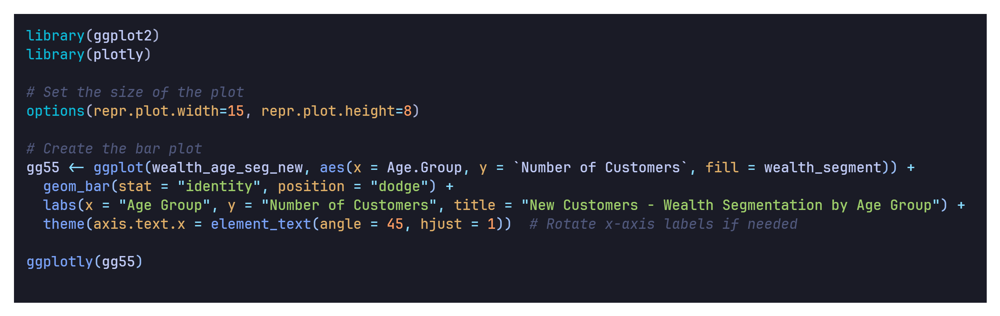 library(ggplot2)
library(plotly)
# Set the size of the plot
options(repr.plot.width=15, repr.plot.height=8)
# Create the bar plot
gg55 <- ggplot(wealth_age_seg_new, aes(x = Age.Group, y = `Number of Customers`, fill = wealth_segment)) +
  geom_bar(stat = "identity", position = "dodge") +
  labs(x = "Age Group", y = "Number of Customers", title = "New Customers - Wealth Segmentation by Age Group") +
  theme(axis.text.x = element_text(angle = 45, hjust = 1))  # Rotate x-axis labels if needed
ggplotly(gg55)